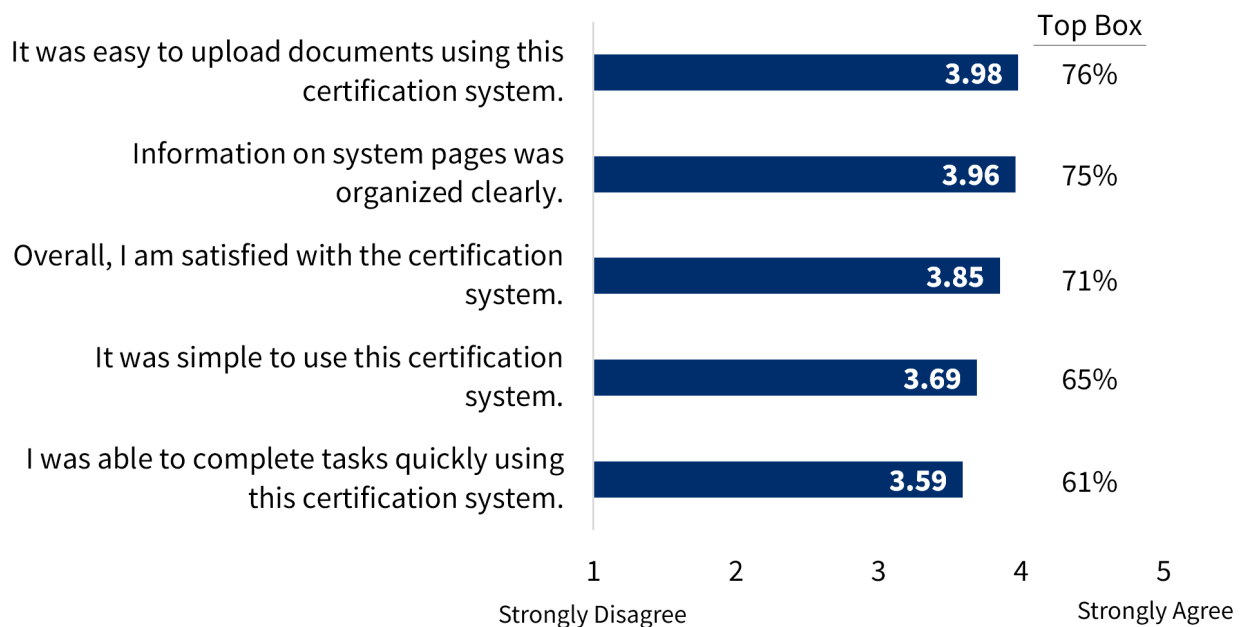 Top Box
It was easy to upload documents using this
certification system.
3.98
76%
Information on system pages was
organized clearly.
3.96
75%
Overall, I am satisfied with the certification
system.
3.85
71%
It was simple to use this certification
system.
3.69
65%
I was able to complete tasks quickly using
this certification system.
3.59
61%
1 2 3 4 5
Strongly Disagree
Strongly Agree